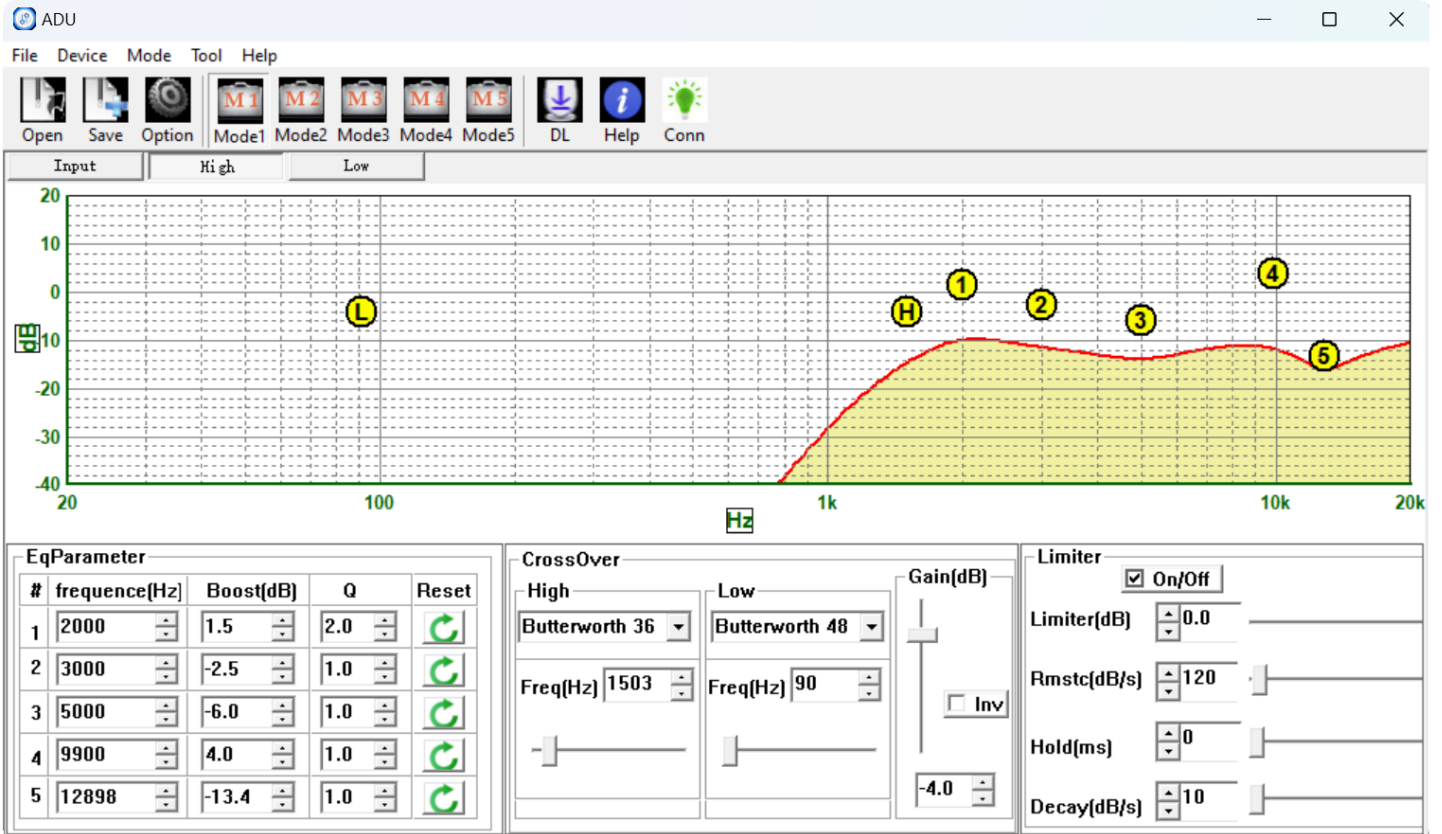 ADU
File Device Mode Tool Help
M 1 M 2 M 3 M 4 M 5 i
Open Save Option Mode1 Mode2 Mode3 Mode4 Mode5 DL Help Conn
Input High Low
20
10
0
-10
-20
-30
-40
dB
L H 1 2 3 4 5
20 100 1k 10k 20k
Hz
EqParameter
# frequence(Hz) Boost(dB) Q Reset
1 2000 1.5 2.0
2 3000 -2.5 1.0
3 5000 -6.0 1.0
4 9900 4.0 1.0
5 12898 -13.4 1.0
CrossOver
High
Butterworth 36
Freq(Hz) 1503
Low
Butterworth 48
Freq(Hz) 90
Gain(dB)
Inv
-4.0
Limiter
On/Off
Limiter(dB) 0.0
Rmstc(dB/s) 120
Hold(ms) 0
Decay(dB/s) 10